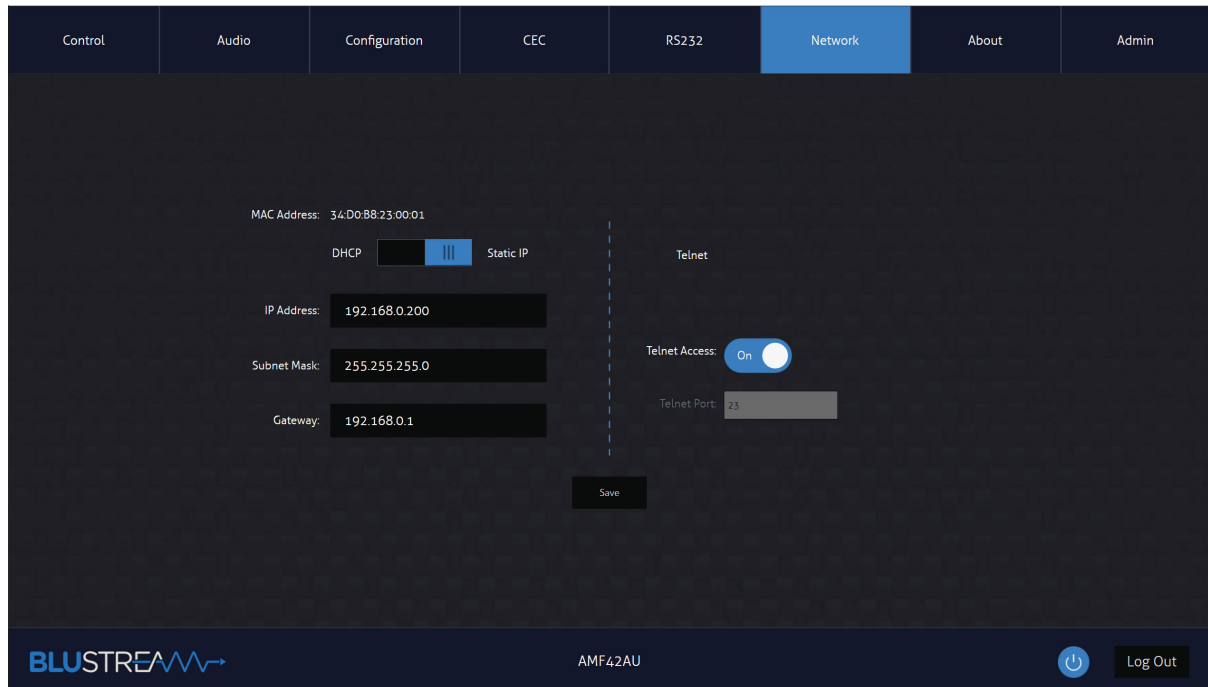 Control Audio Configuration CEC RS232 Network About Admin
MAC Address: 34:D0:B8:23:00:01
DHCP Static IP
Telnet
IP Address: 192.168.0.200
Subnet Mask: 255.255.255.0
Gateway: 192.168.0.1
Telnet Access: On
Telnet Port: 23
Save
BLUSTREAM
AMF42AU
Log Out